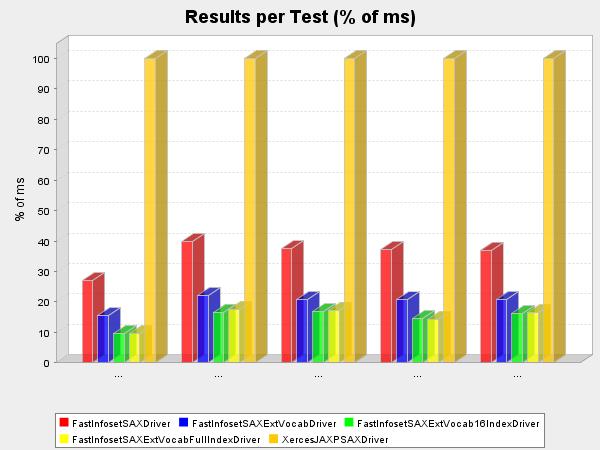 Results per Test (% of ms)
100
90
80
70
60
50
40
30
20
10
0
% of ms
... ... ... ... ...
FastInfosetSAXDriver FastInfosetSAXExtVocabDriver FastInfosetSAXExtVocab16IndexDriver
FastInfosetSAXExtVocabFullIndexDriver XercesJAXPSAXDriver